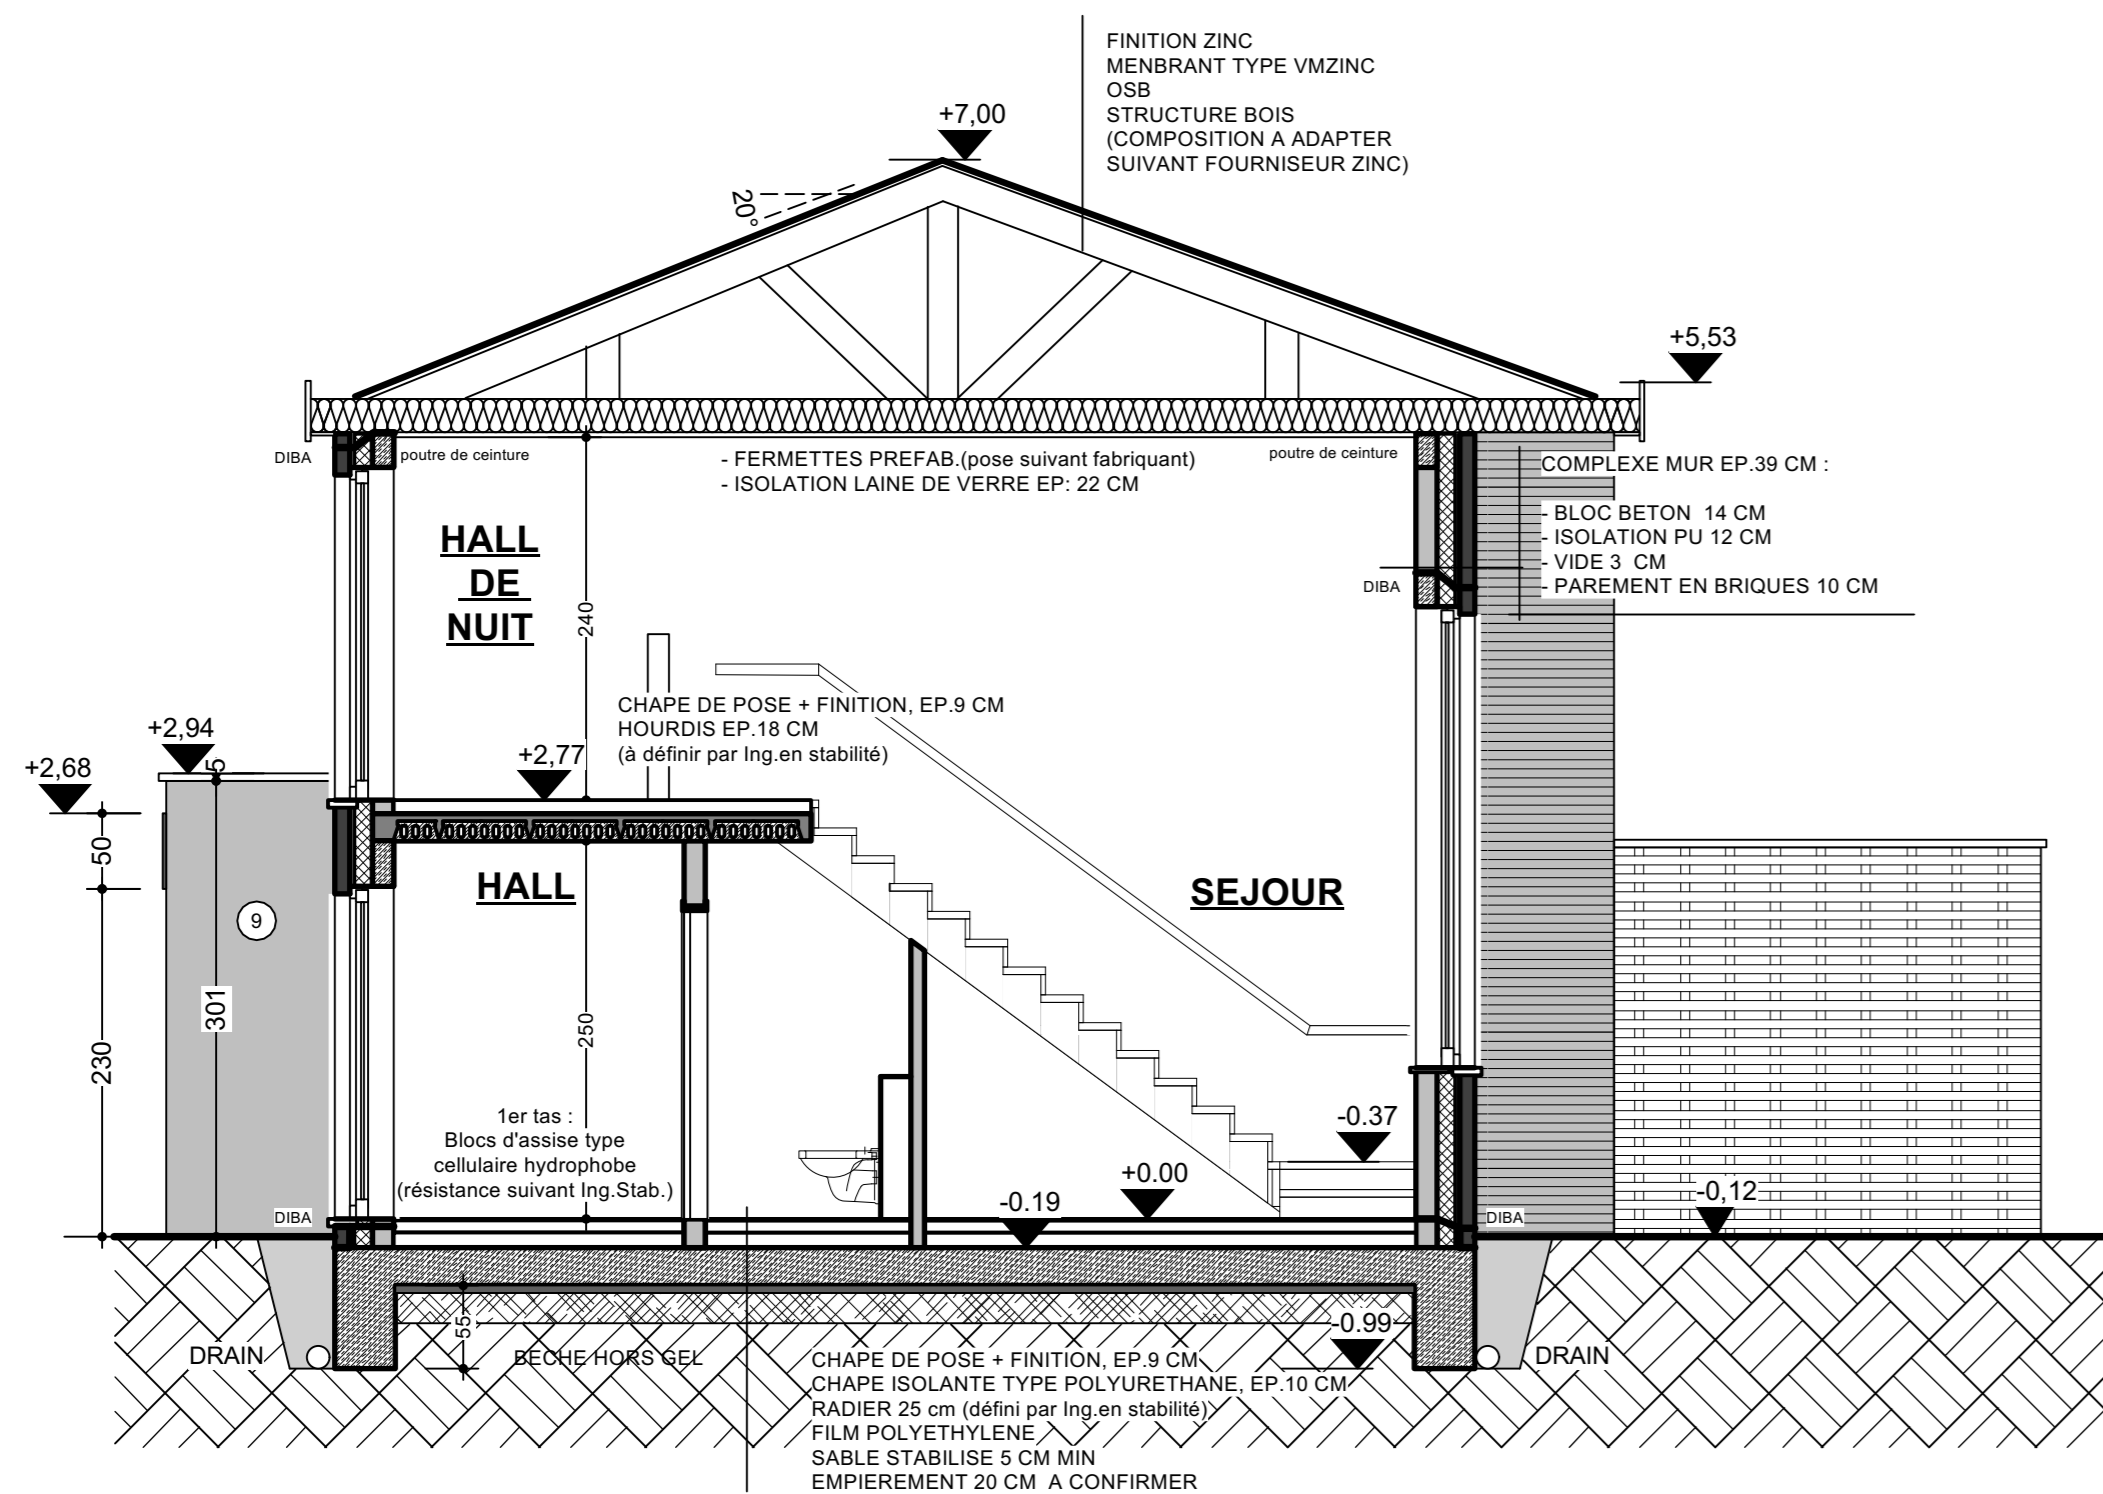 FINITION ZINC
MENBRANT TYPE VMZINC
OSB
STRUCTURE BOIS
(COMPOSITION A ADAPTER
SUIVANT FOURNISEUR ZINC)
+7,00
20°
+5,53
DIBA
poutre de ceinture
- FERMETTES PREFAB.(pose suivant fabriquant)
- ISOLATION LAINE DE VERRE EP: 22 CM
poutre de ceinture
COMPLEXE MUR EP.39 CM :
- BLOC BETON 14 CM
- ISOLATION PU 12 CM
- VIDE 3 CM
- PAREMENT EN BRIQUES 10 CM
DIBA
HALL
DE
NUIT
240
CHAPE DE POSE + FINITION, EP.9 CM
HOURDIS EP.18 CM
(à définir par Ing.en stabilité)
+2,77
+2,94
5
+2,68
50
230
301
9
HALL
SEJOUR
250
1er tas :
Blocs d'assise type
cellulaire hydrophobe
(résistance suivant Ing.Stab.)
-0.37
+0.00
-0.19
-0,12
DIBA
DIBA
55
-0.99
DRAIN
BECHE HORS GEL
DRAIN
CHAPE DE POSE + FINITION, EP.9 CM
CHAPE ISOLANTE TYPE POLYURETHANE, EP.10 CM
RADIER 25 cm (défini par Ing.en stabilité)
FILM POLYETHYLENE
SABLE STABILISE 5 CM MIN
EMPIEREMENT 20 CM A CONFIRMER